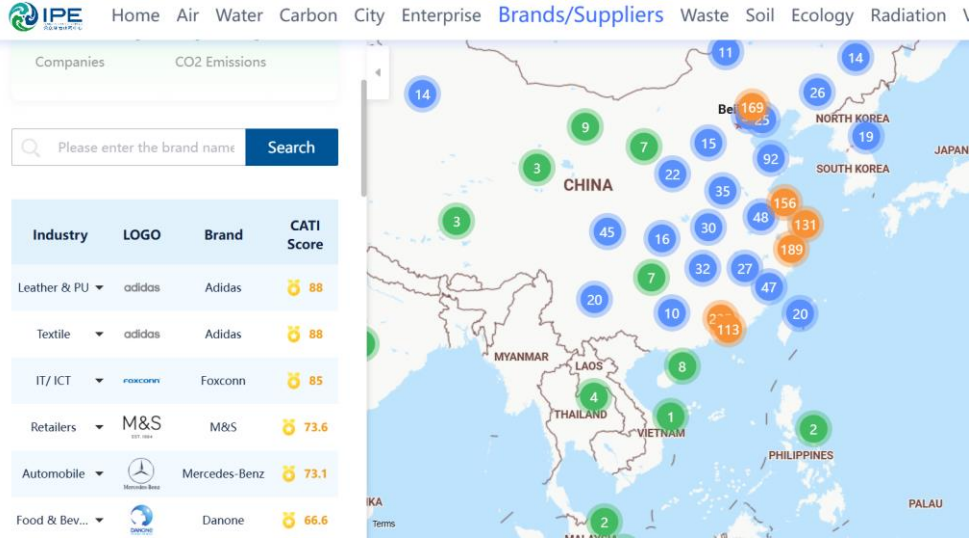 IPE
Home Air Water Carbon City Enterprise Brands/Suppliers Waste Soil Ecology Radiation
Companies CO2 Emissions
Please enter the brand name
Search
Industry LOGO Brand CATI Score
Leather & PU adidas Adidas 88
Textile adidas Adidas 88
IT/ ICT FOXCONN Foxconn 85
Retailers M&S EST. 1884 M&S 73.6
Automobile Mercedes-Benz Mercedes-Benz 73.1
Food & Bev... DANONE Danone 66.6
11
14
14
26
169
25
NORTH KOREA
9
7
15
19
JAPAN
92
3
22
SOUTH KOREA
CHINA
35
156
3
48
131
45
16
30
189
7
32
27
47
20
10
20
113
MYANMAR
LAOS
8
4
THAILAND
1
VIETNAM
2
PHILIPPINES
PALAU
Terms
2